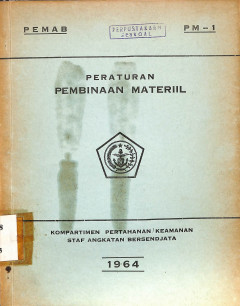 PEMAB
PM-1
PERPUSTAKAAN
PERATURAN
PEMBINAAN MATERIIL
KOMPARTIMEN PERTAHANAN/KEAMANAN
STAF ANGKATAN BERSENDJATA
1964